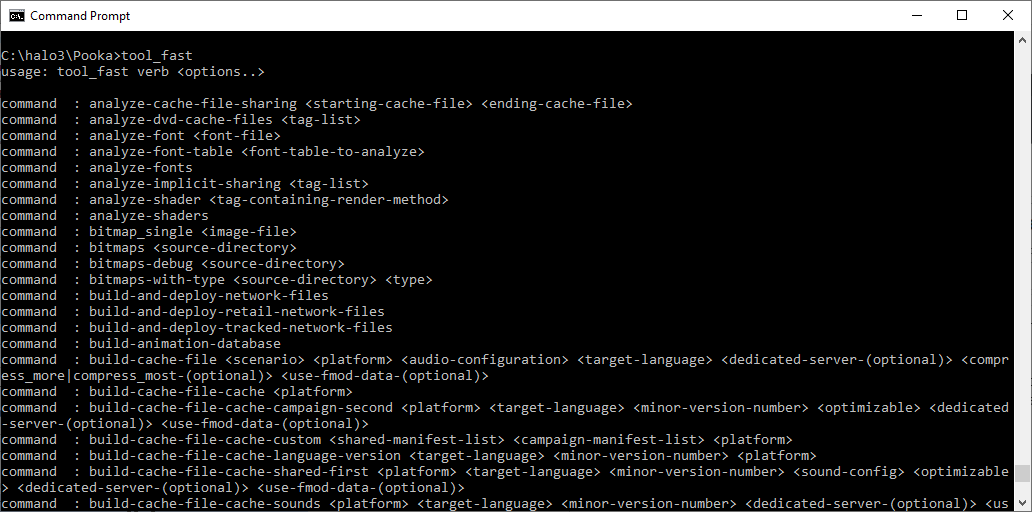 Command Prompt
C:\halo3\Pooka>tool_fast
usage: tool_fast verb <options..>
command  : analyze-cache-file-sharing <starting-cache-file> <ending-cache-file>
command  : analyze-dvd-cache-files <tag-list>
command  : analyze-font <font-file>
command  : analyze-font-table <font-table-to-analyze>
command  : analyze-fonts
command  : analyze-implicit-sharing <tag-list>
command  : analyze-shader <tag-containing-render-method>
command  : analyze-shaders
command  : bitmap_single <image-file>
command  : bitmaps <source-directory>
command  : bitmaps-debug <source-directory>
command  : bitmaps-with-type <source-directory> <type>
command  : build-and-deploy-network-files
command  : build-and-deploy-retail-network-files
command  : build-and-deploy-tracked-network-files
command  : build-animation-database
command  : build-cache-file <scenario> <platform> <audio-configuration> <target-language> <dedicated-server-(optional)> <compr
ess_more|compress_most-(optional)> <use-fmod-data-(optional)>
command  : build-cache-file-cache <platform>
command  : build-cache-file-cache-campaign-second <platform> <target-language> <minor-version-number> <optimizable> <dedicated
-server-(optional)> <use-fmod-data-(optional)>
command  : build-cache-file-cache-custom <shared-manifest-list> <campaign-manifest-list> <platform>
command  : build-cache-file-cache-language-version <target-language> <minor-version-number> <platform>
command  : build-cache-file-cache-shared-first <platform> <target-language> <minor-version-number> <sound-config> <optimizable
> <dedicated-server-(optional)> <use-fmod-data-(optional)>
command  : build-cache-file-cache-sounds <platform> <target-language> <minor-version-number> <dedicated-server-(optional)> <us